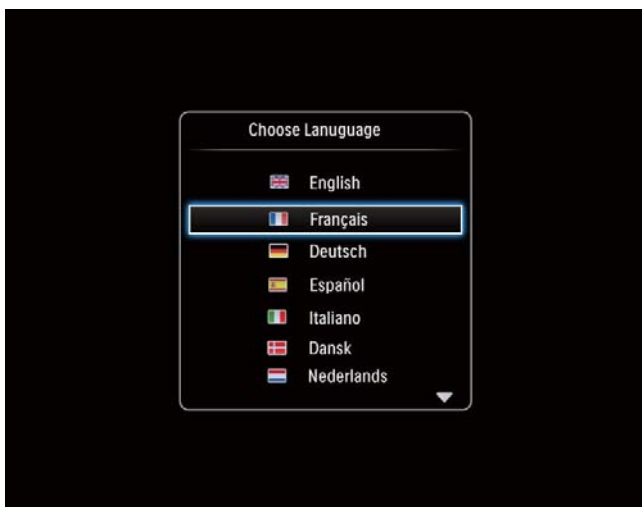 Choose Lanuguage
English
Français
Deutsch
Español
Italiano
Dansk
Nederlands